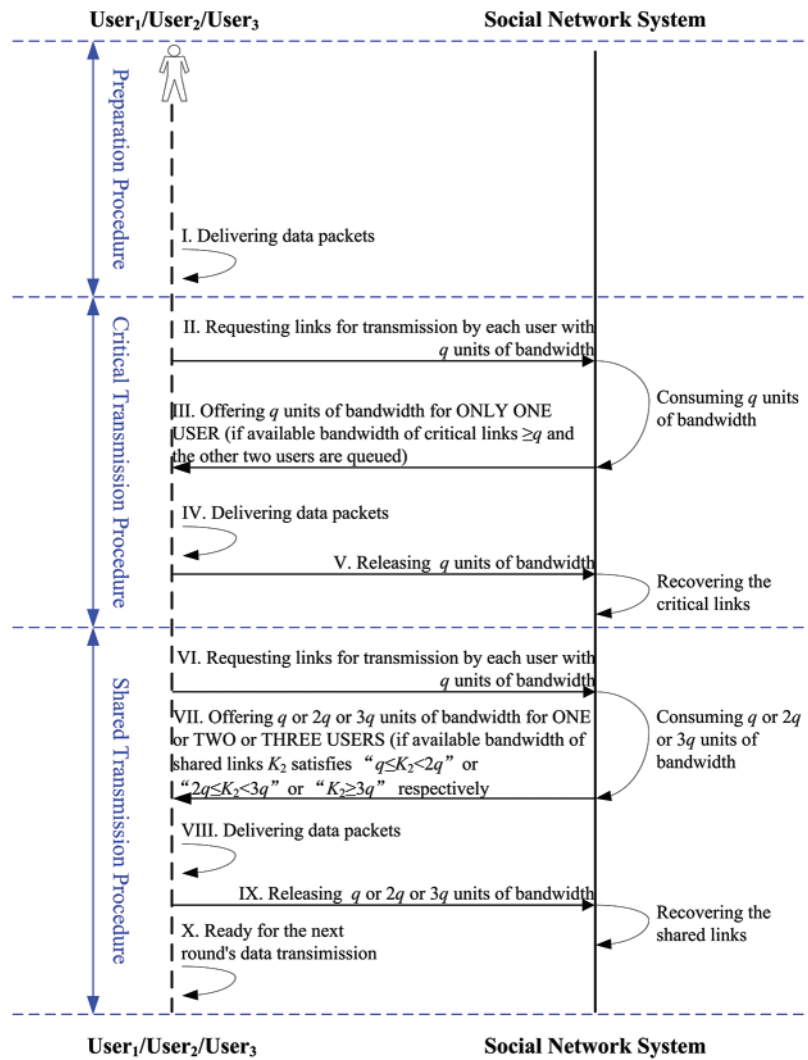 User₁/User₂/User₃
Social Network System
Preparation Procedure
I. Delivering data packets
Critical Transmission Procedure
II. Requesting links for transmission by each user with
q units of bandwidth
Consuming q units
of bandwidth
III. Offering q units of bandwidth for ONLY ONE
USER (if available bandwidth of critical links ≥q and
the other two users are queued)
IV. Delivering data packets
V. Releasing q units of bandwidth
Recovering the
critical links
Shared Transmission Procedure
VI. Requesting links for transmission by each user with
q units of bandwidth
VII. Offering q or 2q or 3q units of bandwidth for ONE
or TWO or THREE USERS (if available bandwidth of
shared links K₂ satisfies “q≤K₂<2q” or
“2q≤K₂<3q” or “K₂≥3q” respectively
Consuming q or 2q
or 3q units of
bandwidth
VIII. Delivering data packets
IX. Releasing q or 2q or 3q units of bandwidth
Recovering the
shared links
X. Ready for the next
round's data transimission
User₁/User₂/User₃
Social Network System